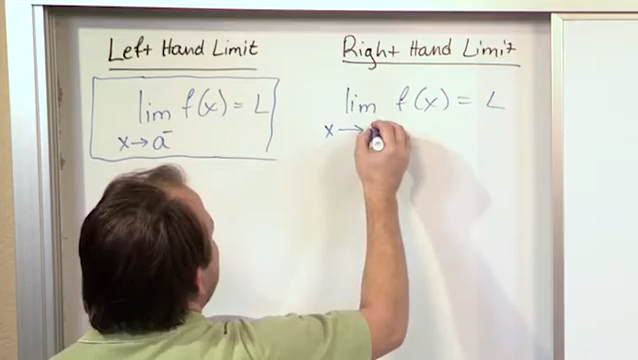 Left Hand Limit
lim f(x) = L
x→a⁻
Right Hand Limit
lim f(x) = L
x→